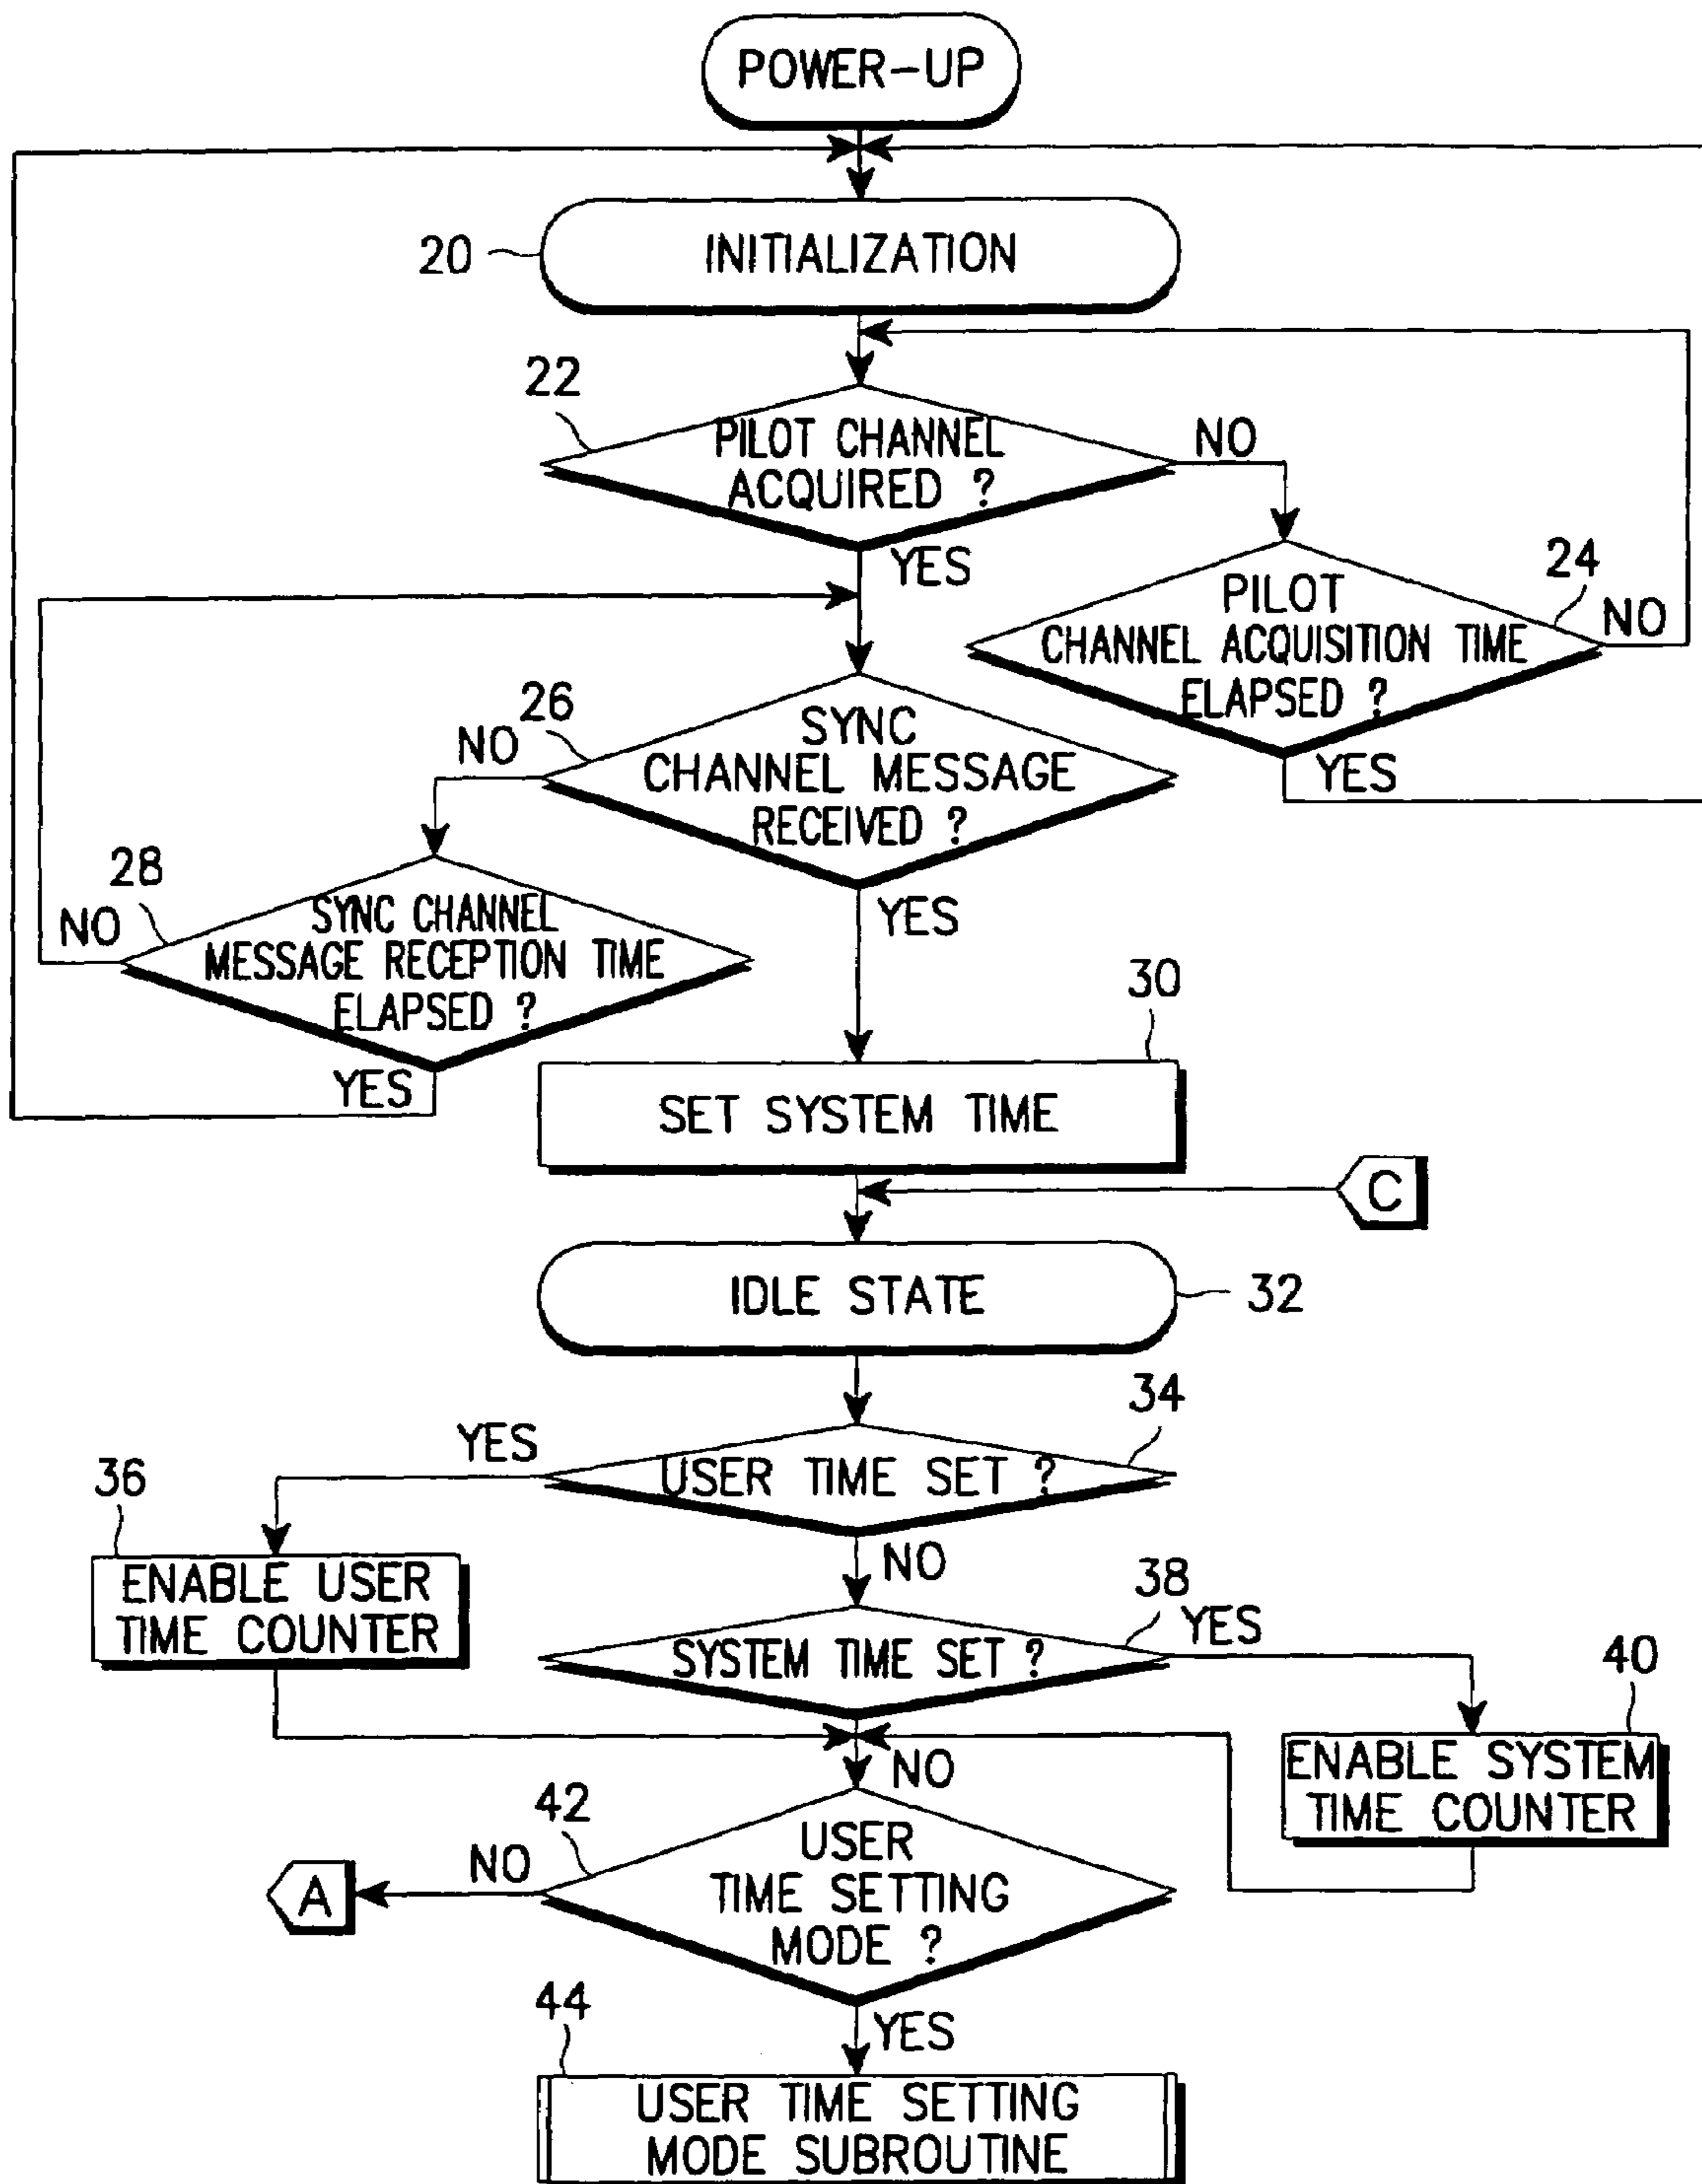 POWER-UP
20
INITIALIZATION
22
PILOT CHANNEL
ACQUIRED ?
NO
YES
24
PILOT
CHANNEL ACQUISITION TIME
ELAPSED ?
NO
YES
26
NO
SYNC
CHANNEL MESSAGE
RECEIVED ?
YES
28
NO
SYNC CHANNEL
MESSAGE RECEPTION TIME
ELAPSED ?
YES
30
SET SYSTEM TIME
C
IDLE STATE
32
34
YES
USER TIME SET ?
NO
36
ENABLE USER
TIME COUNTER
38
SYSTEM TIME SET ?
YES
NO
40
ENABLE SYSTEM
TIME COUNTER
42
NO
A
USER
TIME SETTING
MODE ?
YES
44
USER TIME SETTING
MODE SUBROUTINE